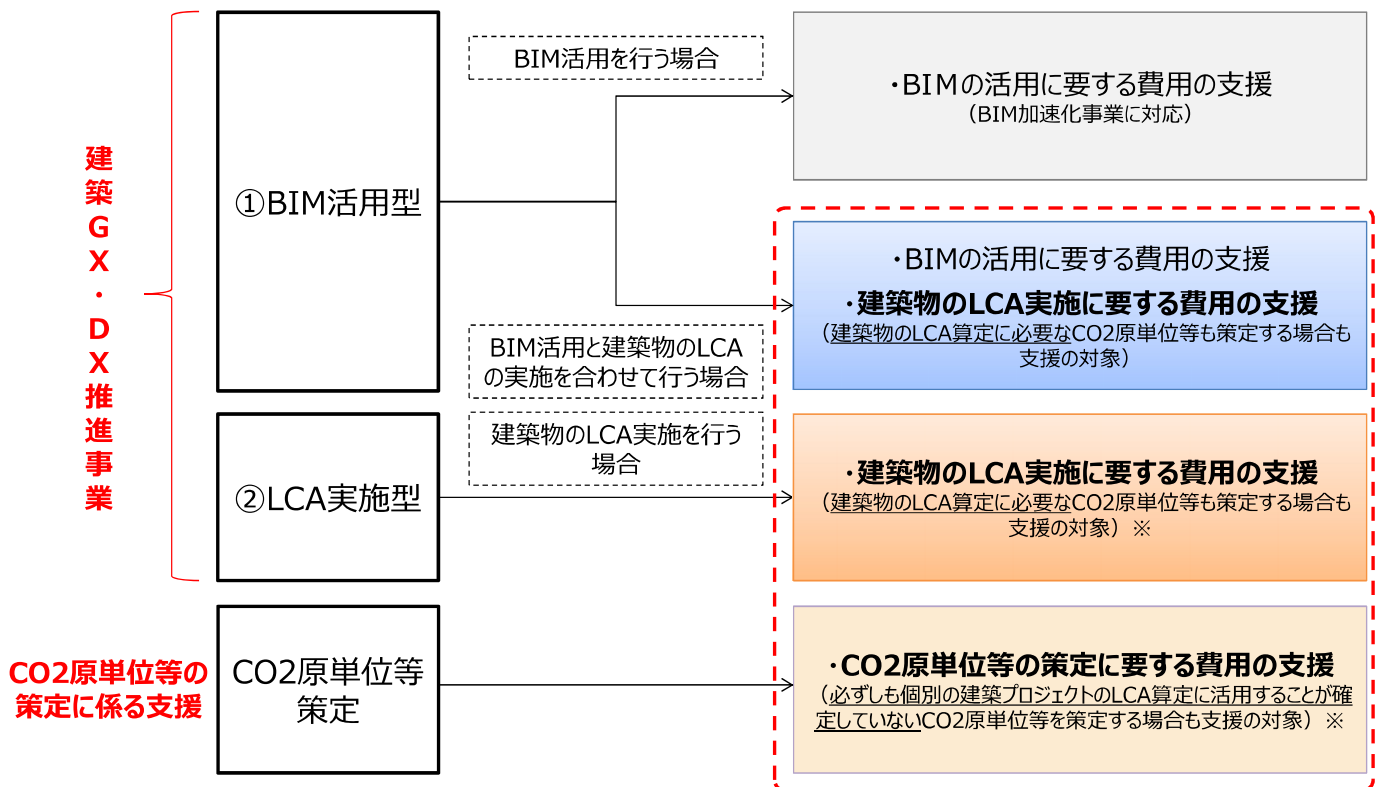 建築GX・DX推進事業
①BIM活用型
BIM活用を行う場合
・BIMの活用に要する費用の支援
（BIM加速化事業に対応）
BIM活用と建築物のLCA
の実施を合わせて行う場合
・BIMの活用に要する費用の支援
・建築物のLCA実施に要する費用の支援
（建築物のLCA算定に必要なCO2原単位等も策定する場合も
支援の対象）
②LCA実施型
建築物のLCA実施を行う
場合
・建築物のLCA実施に要する費用の支援
（建築物のLCA算定に必要なCO2原単位等も策定する場合も
支援の対象）※
CO2原単位等の
策定に係る支援
CO2原単位等
策定
・CO2原単位等の策定に要する費用の支援
（必ずしも個別の建築プロジェクトのLCA算定に活用することが確
定していないCO2原単位等を策定する場合も支援の対象）※